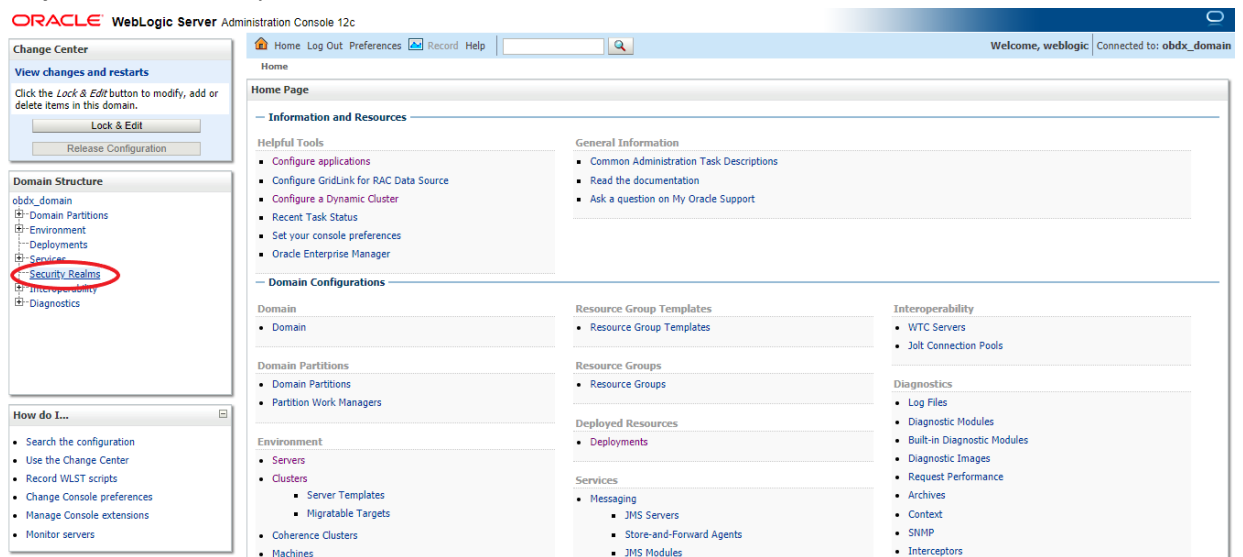 ORACLE WebLogic Server Administration Console 12c
Change Center
View changes and restarts
Click the Lock & Edit button to modify, add or
delete items in this domain.
Lock & Edit
Release Configuration
Domain Structure
obdx_domain
Domain Partitions
Environment
Deployments
Services
Security Realms
Interoperability
Diagnostics
How do I...
Search the configuration
Use the Change Center
Record WLST scripts
Change Console preferences
Manage Console extensions
Monitor servers
Home Log Out Preferences Record Help
Welcome, weblogic Connected to: obdx_domain
Home
Home Page
Information and Resources
Helpful Tools
Configure applications
Configure GridLink for RAC Data Source
Configure a Dynamic Cluster
Recent Task Status
Set your console preferences
Oracle Enterprise Manager
General Information
Common Administration Task Descriptions
Read the documentation
Ask a question on My Oracle Support
Domain Configurations
Domain
Domain
Domain Partitions
Domain Partitions
Partition Work Managers
Environment
Servers
Clusters
Server Templates
Migratable Targets
Coherence Clusters
Machines
Resource Group Templates
Resource Group Templates
Resource Groups
Resource Groups
Deployed Resources
Deployments
Services
Messaging
JMS Servers
Store-and-Forward Agents
JMS Modules
Interoperability
WTC Servers
Jolt Connection Pools
Diagnostics
Log Files
Diagnostic Modules
Built-in Diagnostic Modules
Diagnostic Images
Request Performance
Archives
Context
SNMP
Interceptors